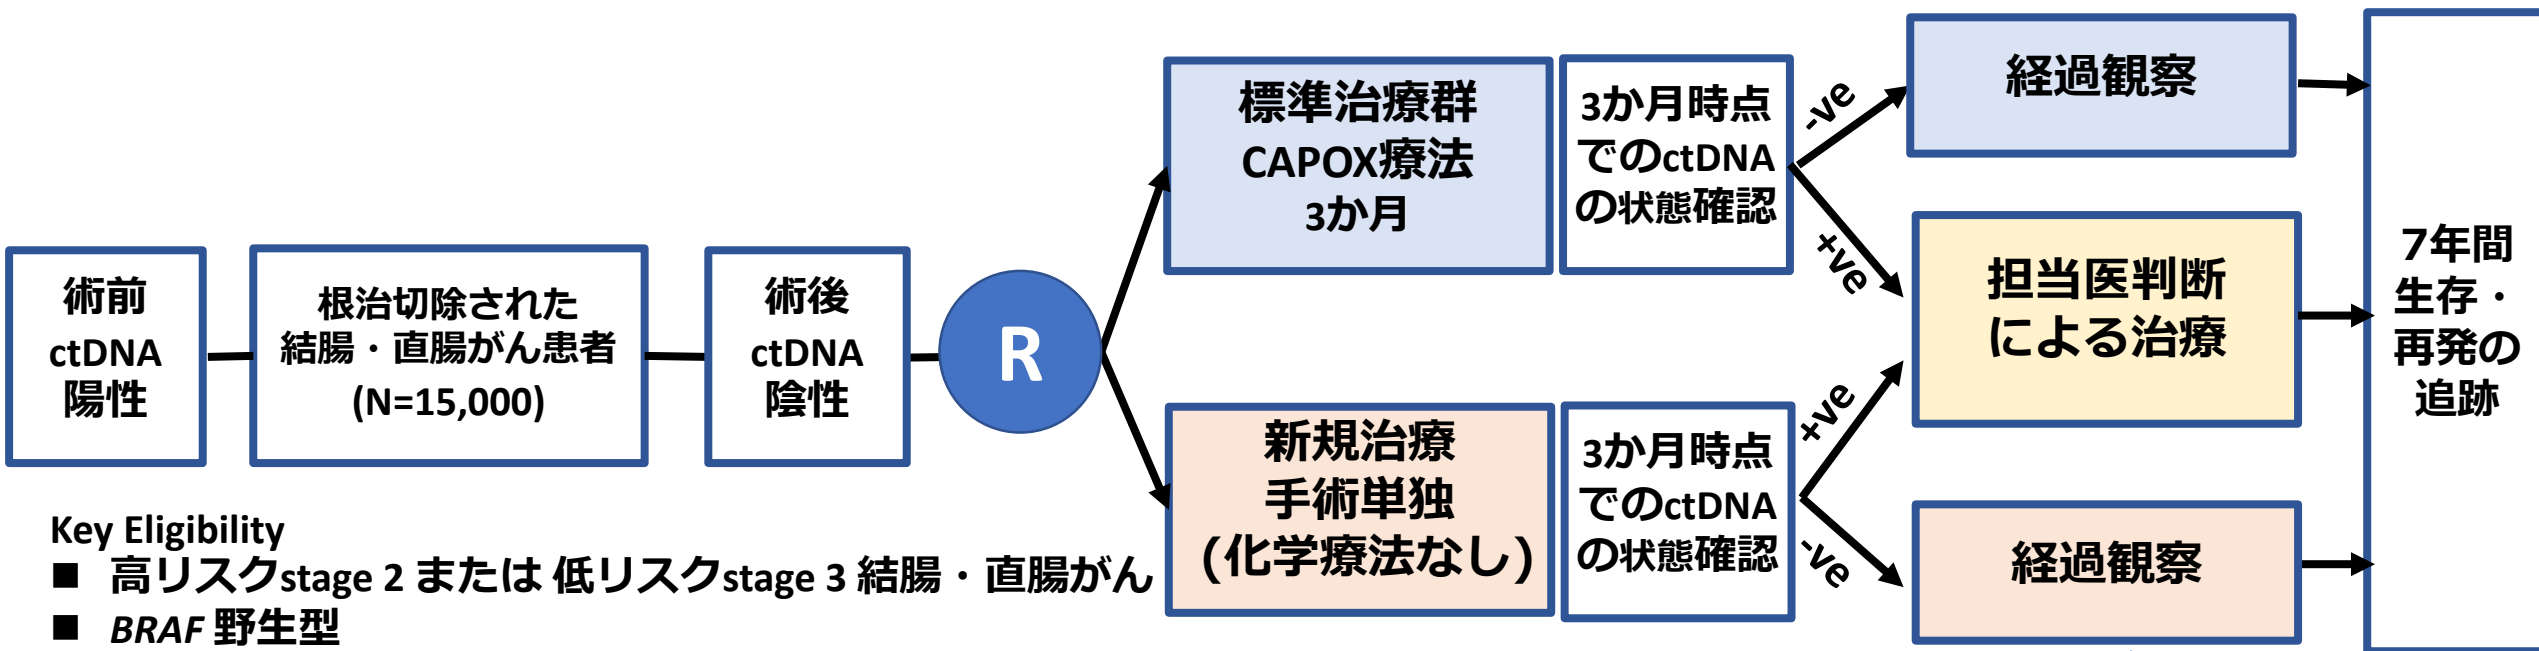 術前
ctDNA
陽性
根治切除された
結腸・直腸がん患者
(N=15,000)
術後
ctDNA
陰性
R
標準治療群
CAPOX療法
3か月
3か月時点
でのctDNA
の状態確認
-ve
+ve
経過観察
担当医判断
による治療
新規治療
手術単独
(化学療法なし)
3か月時点
でのctDNA
の状態確認
+ve
-ve
経過観察
7年間
生存・
再発の
追跡
Key Eligibility
■ 高リスクstage 2 または 低リスクstage 3 結腸・直腸がん
■ BRAF 野生型